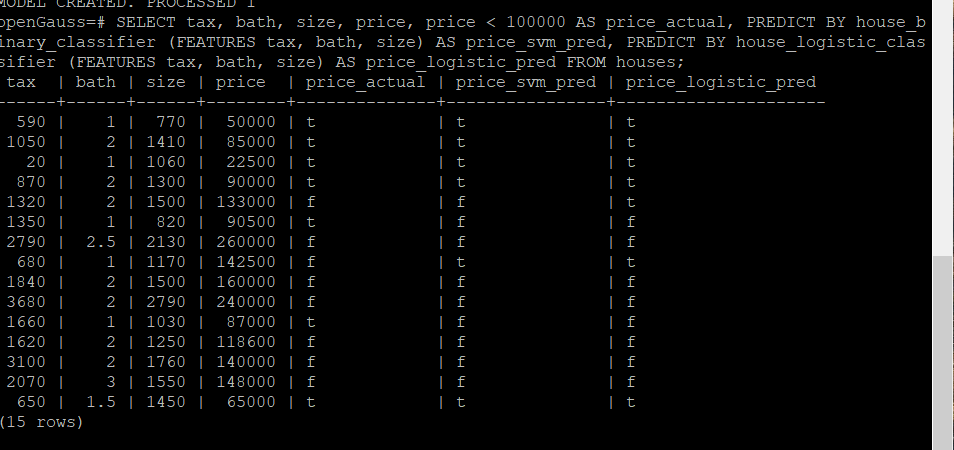 MODEL CREATED. PROCESSED 1
openGauss=# SELECT tax, bath, size, price, price < 100000 AS price_actual, PREDICT BY house_b
inary_classifier (FEATURES tax, bath, size) AS price_svm_pred, PREDICT BY house_logistic_clas
sifier (FEATURES tax, bath, size) AS price_logistic_pred FROM houses;
 tax  | bath | size | price  | price_actual | price_svm_pred | price_logistic_pred
------+------+------+--------+--------------+----------------+---------------------
  590 |    1 |  770 |  50000 | t            | t              | t
 1050 |    2 | 1410 |  85000 | t            | t              | t
   20 |    1 | 1060 |  22500 | t            | t              | t
  870 |    2 | 1300 |  90000 | t            | t              | t
 1320 |    2 | 1500 | 133000 | f            | f              | t
 1350 |    1 |  820 |  90500 | t            | f              | f
 2790 |  2.5 | 2130 | 260000 | f            | f              | f
  680 |    1 | 1170 | 142500 | f            | t              | t
 1840 |    2 | 1500 | 160000 | f            | f              | f
 3680 |    2 | 2790 | 240000 | f            | f              | f
 1660 |    1 | 1030 |  87000 | t            | f              | f
 1620 |    2 | 1250 | 118600 | f            | f              | f
 3100 |    2 | 1760 | 140000 | f            | f              | f
 2070 |    3 | 1550 | 148000 | f            | f              | f
  650 |  1.5 | 1450 |  65000 | t            | t              | t
(15 rows)